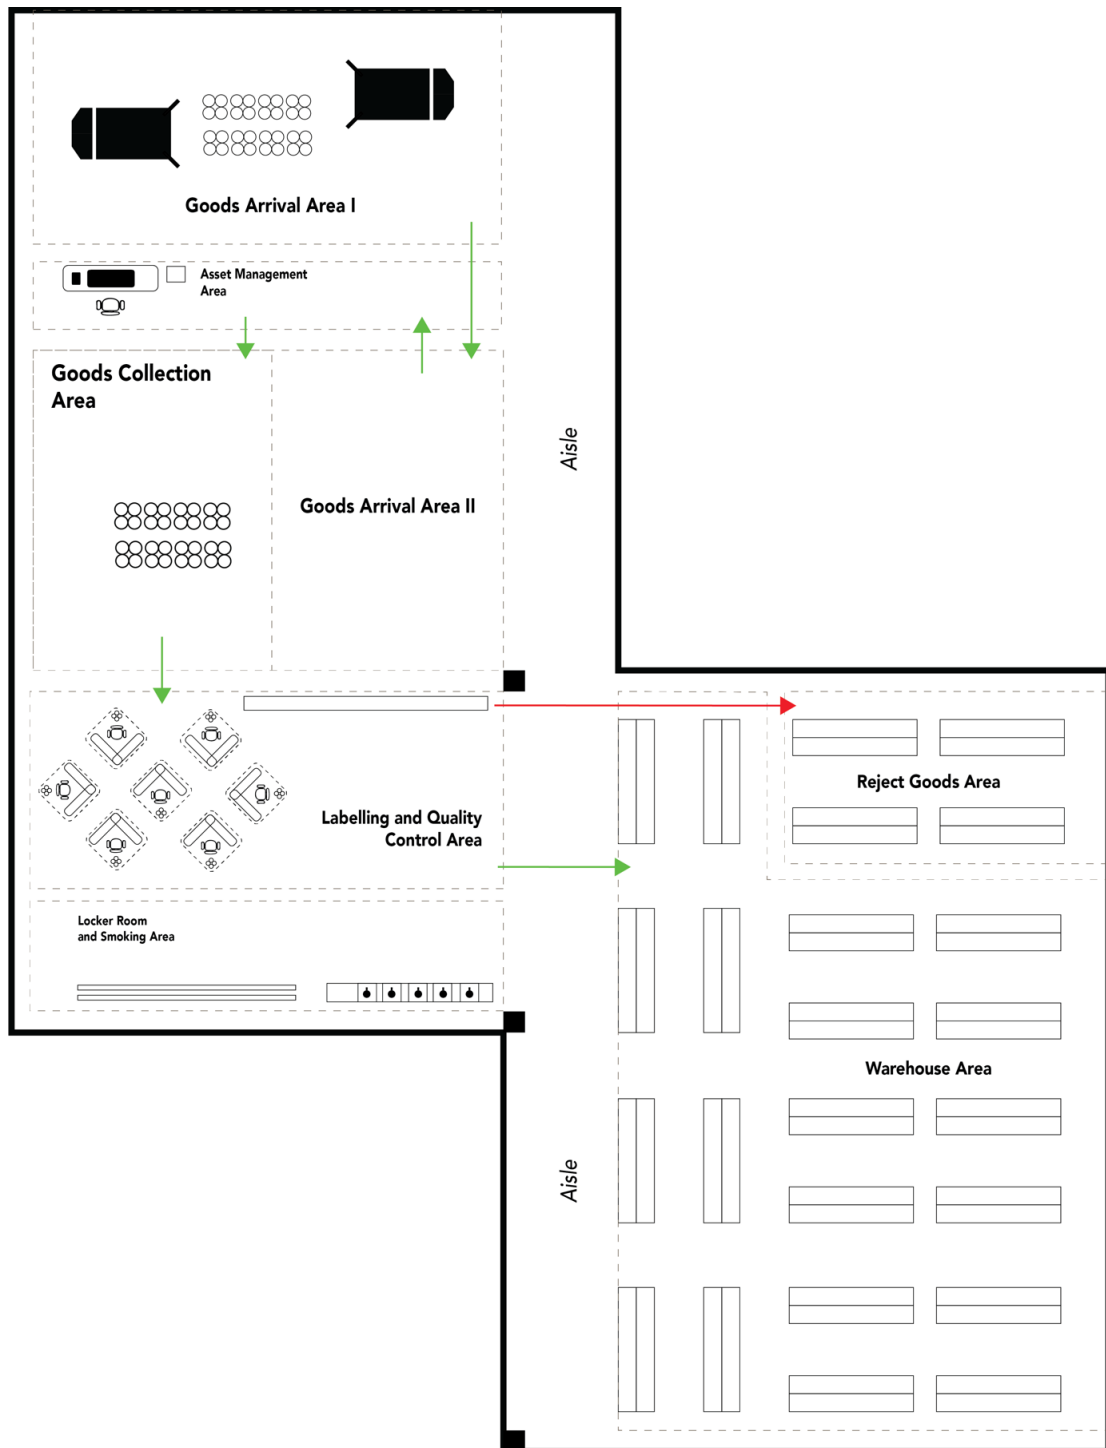 Goods Arrival Area I
Asset Management
Area
Goods Collection
Area
Aisle
Goods Arrival Area II
Reject Goods Area
Labelling and Quality
Control Area
Locker Room
and Smoking Area
Warehouse Area
Aisle